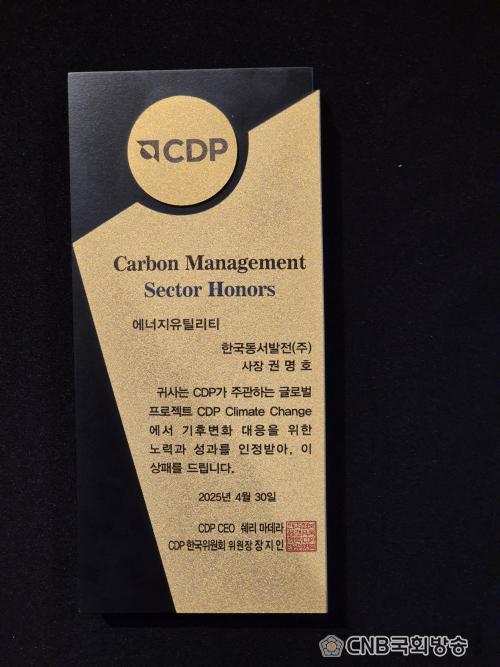 CDP
Carbon Management
Sector Honors
에너지유틸리티
한국동서발전(주)
사장 권 명 호
귀사는 CDP가 주관하는 글로벌
프로젝트 CDP Climate Change
에서 기후변화 대응을 위한
노력과 성과를 인정받아, 이
상패를 드립니다.
2025년 4월 30일
CDP CEO 쉐리 마데라
CDP 한국위원회 위원장 장 지 인
CNB국회방송